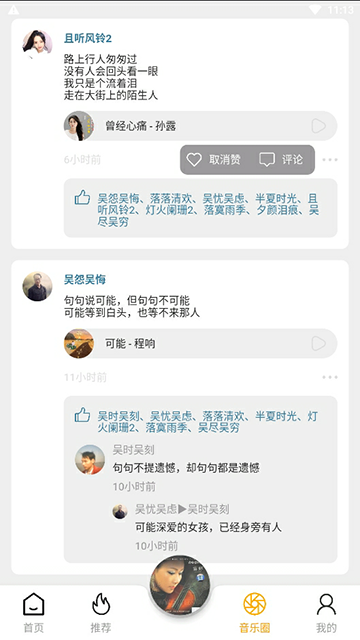 11:13
且听风铃2
路上行人匆匆过
没有人会回头看一眼
我只是个流着泪
走在大街上的陌生人
曾经心痛 - 孙露
6小时前
取消赞
评论
吴怨吴悔、落落清欢、吴忧吴虑、半夏时光、且
听风铃2、灯火阑珊2、落寞雨季、夕颜泪痕、吴
尽吴穷
吴怨吴悔
句句说可能，但句句不可能
可能等到白头，也等不来那人
可能 - 程响
11小时前
吴时吴刻、吴忧吴虑、落落清欢、半夏时光、灯
火阑珊2、落寞雨季、吴尽吴穷
吴时吴刻
句句不提遗憾，却句句都是遗憾
10小时前
吴忧吴虑▶吴时吴刻
可能深爱的女孩，已经身旁有人
10小时前
首页
推荐
音乐圈
我的